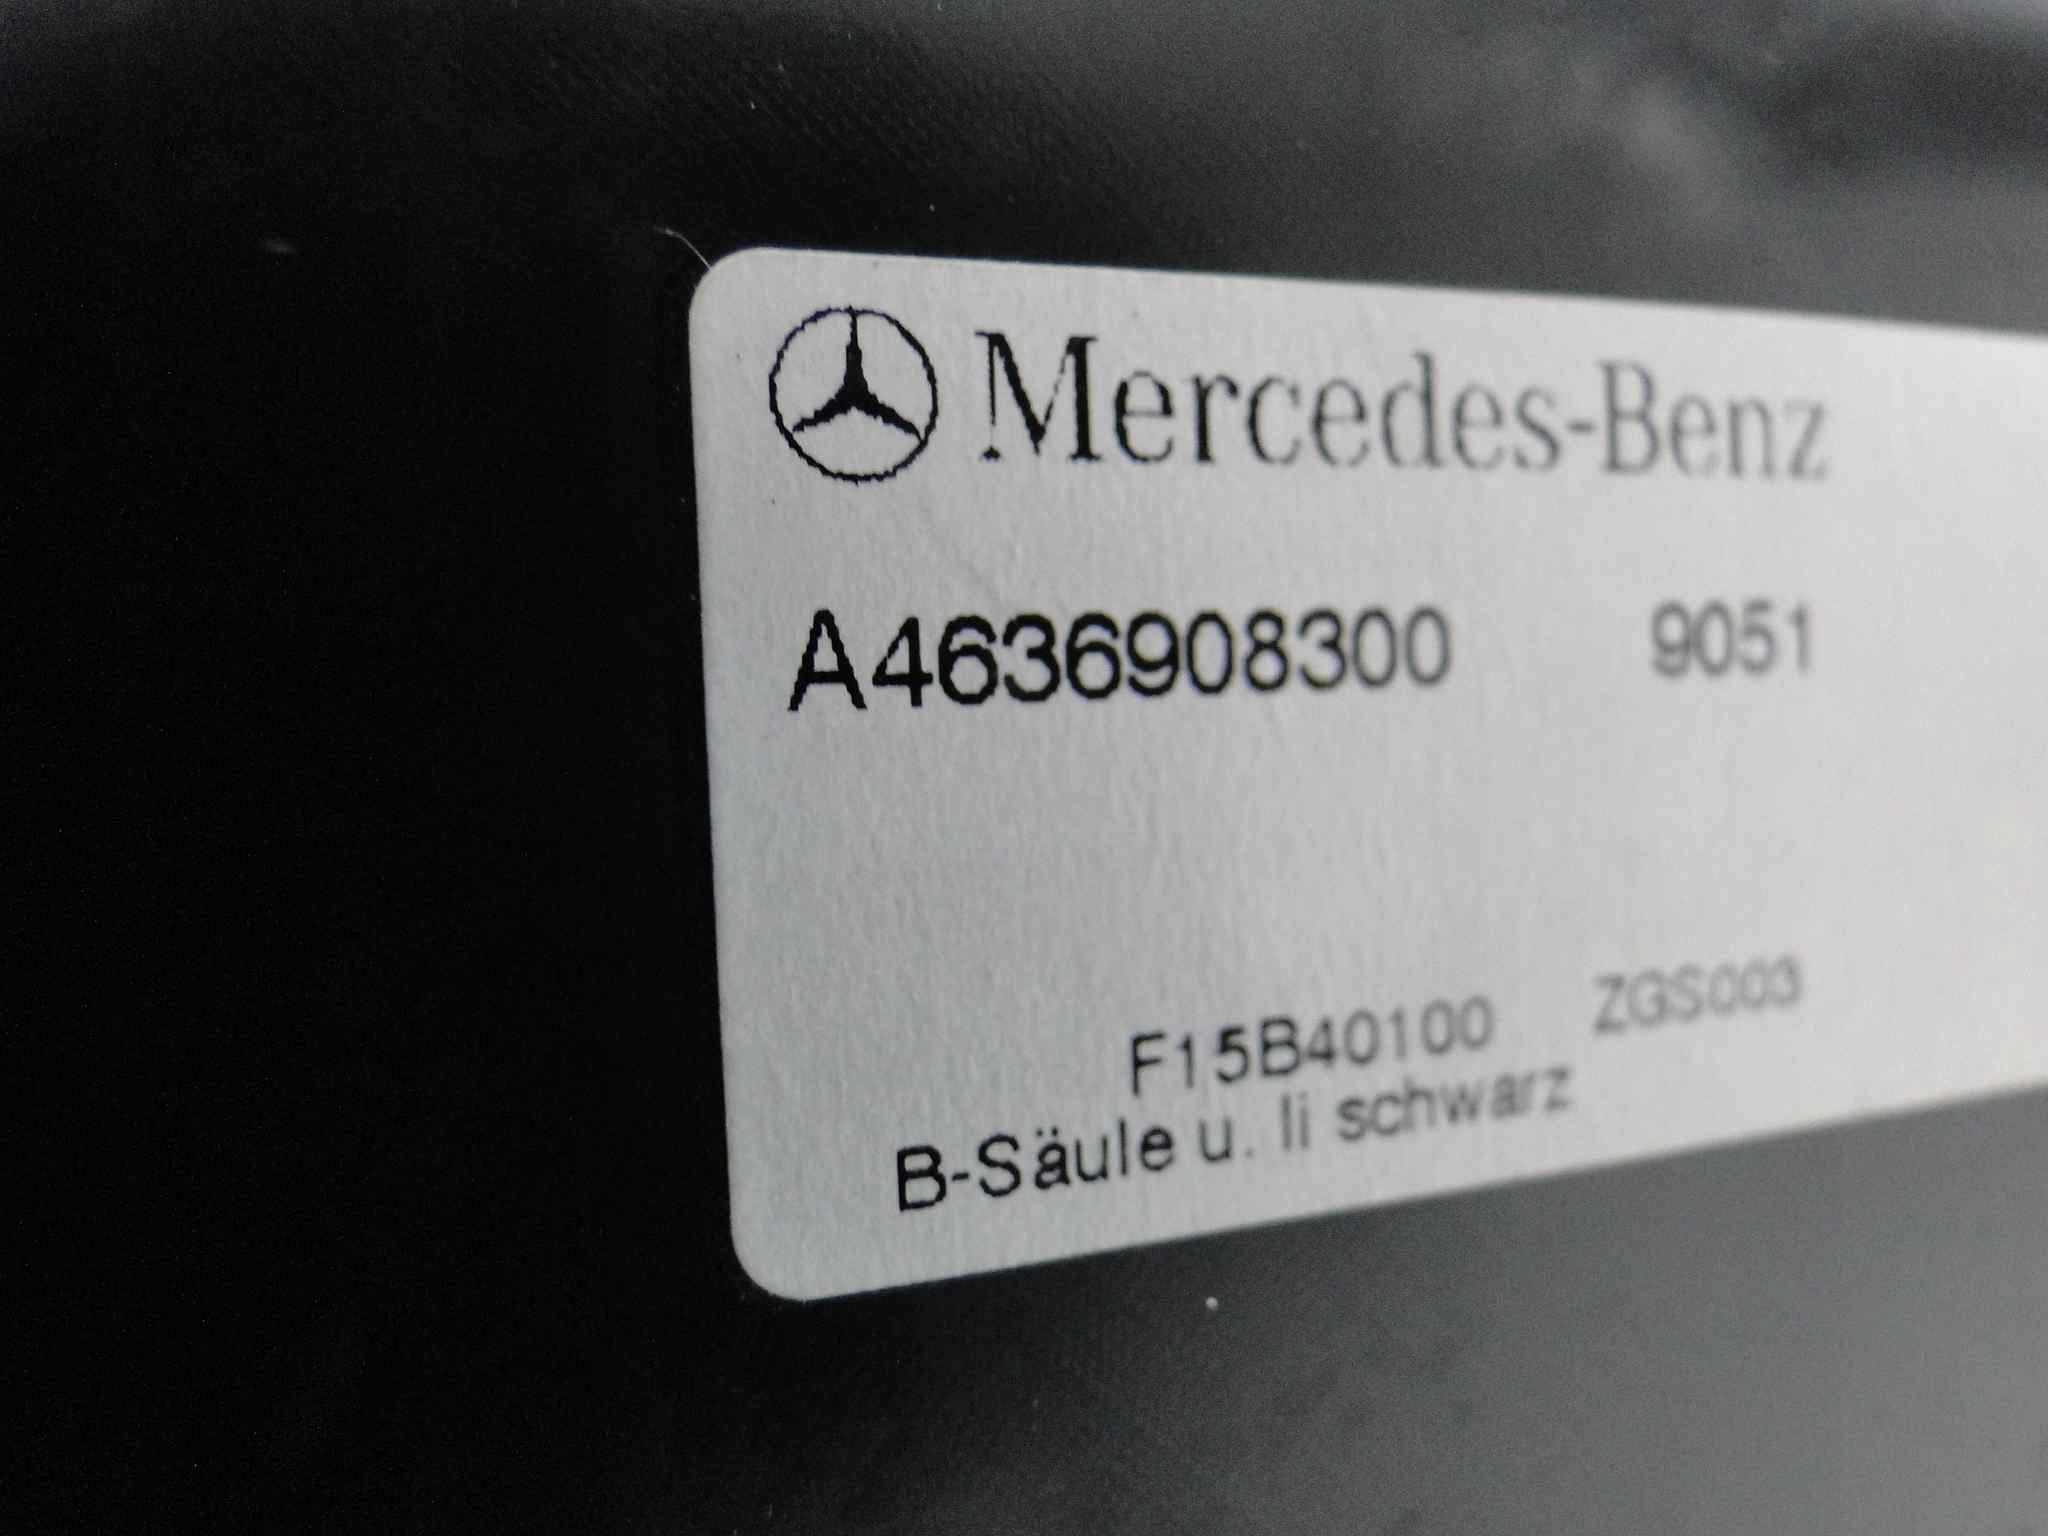 Mercedes-Benz
A4636908300 9051
F15B40100 ZGS003
B-Säule u. li schwarz